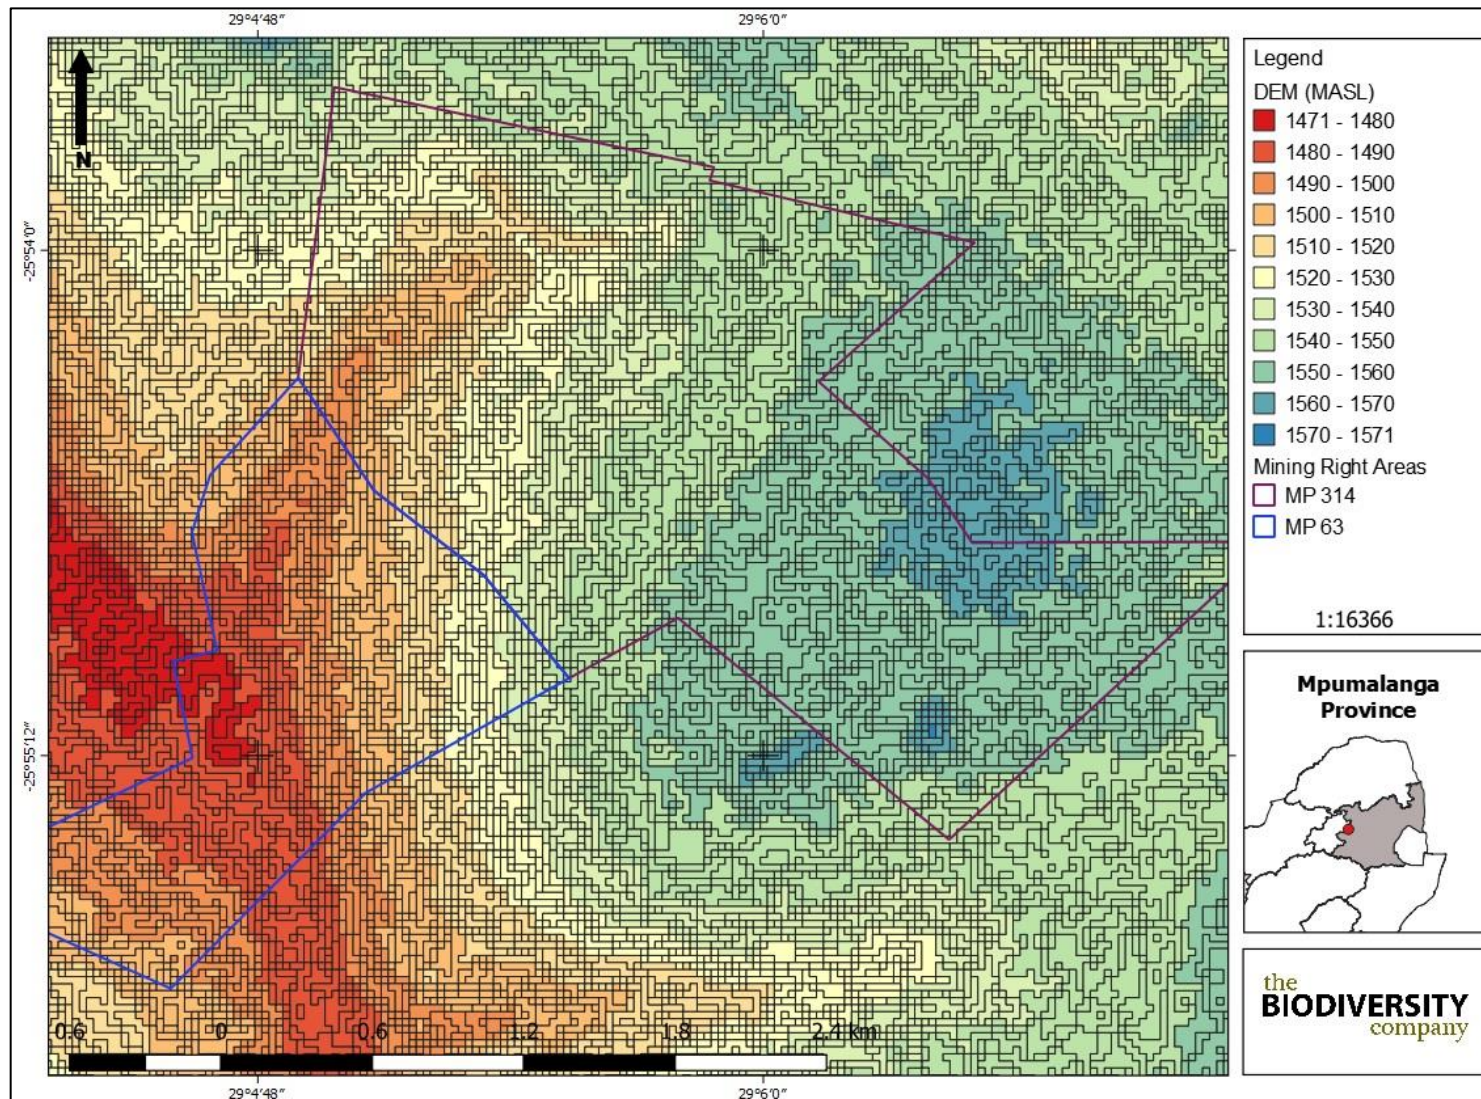 29°4'48"
29°6'0"
N
-25°54'0"
-25°55'12"
0.6
0
0.6
1.2
1.8
2.4 km
29°4'48"
29°6'0"
Legend
DEM (MASL)
1471 - 1480
1480 - 1490
1490 - 1500
1500 - 1510
1510 - 1520
1520 - 1530
1530 - 1540
1540 - 1550
1550 - 1560
1560 - 1570
1570 - 1571
Mining Right Areas
MP 314
MP 63
1:16366
Mpumalanga
Province
the
BIODIVERSITY
company